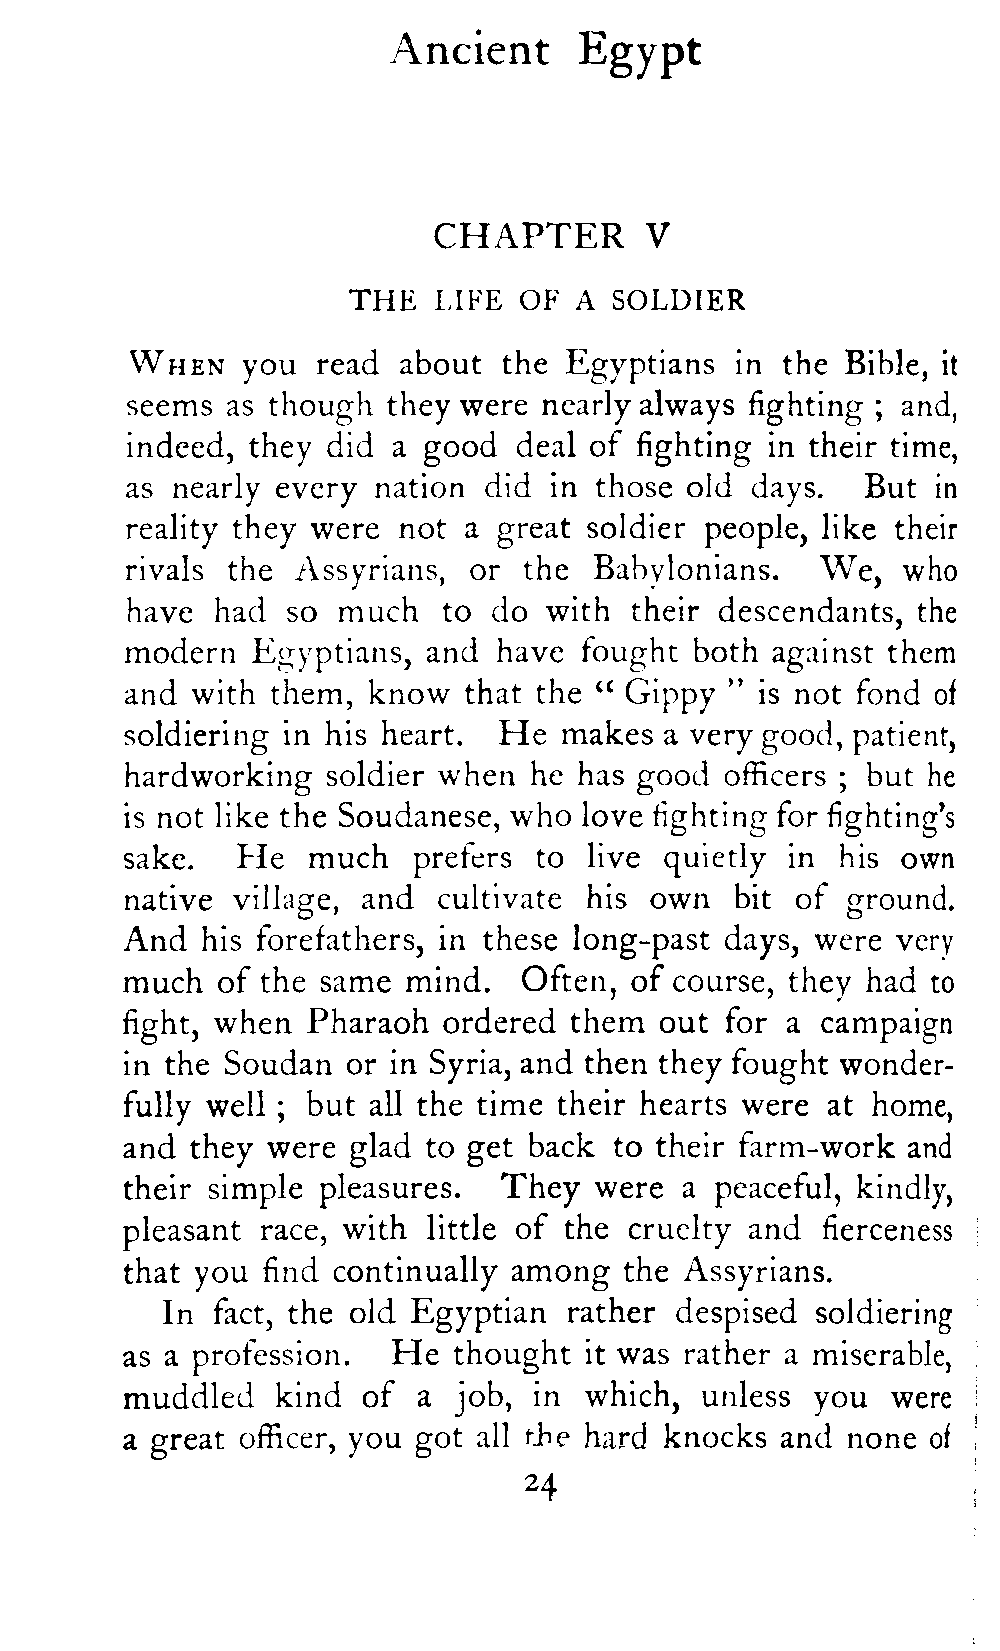 Ancient Egypt
CHAPTER V
THE LIFE OF A SOLDIER
WHEN you read about the Egyptians in the Bible, it
seems as though they were nearly always fighting ; and,
indeed, they did a good deal of fighting in their time,
as nearly every nation did in those old days. But in
reality they were not a great soldier people, like their
rivals the Assyrians, or the Babylonians. We, who
have had so much to do with their descendants, the
modern Egyptians, and have fought both against them
and with them, know that the “ Gippy ” is not fond of
soldiering in his heart. He makes a very good, patient,
hardworking soldier when he has good officers ; but he
is not like the Soudanese, who love fighting for fighting's
sake. He much prefers to live quietly in his own
native village, and cultivate his own bit of ground.
And his forefathers, in these long-past days, were very
much of the same mind. Often, of course, they had to
fight, when Pharaoh ordered them out for a campaign
in the Soudan or in Syria, and then they fought wonder-
fully well ; but all the time their hearts were at home,
and they were glad to get back to their farm-work and
their simple pleasures. They were a peaceful, kindly,
pleasant race, with little of the cruelty and fierceness
that you find continually among the Assyrians.
In fact, the old Egyptian rather despised soldiering
as a profession. He thought it was rather a miserable,
muddled kind of a job, in which, unless you were
a great officer, you got all the hard knocks and none of
24